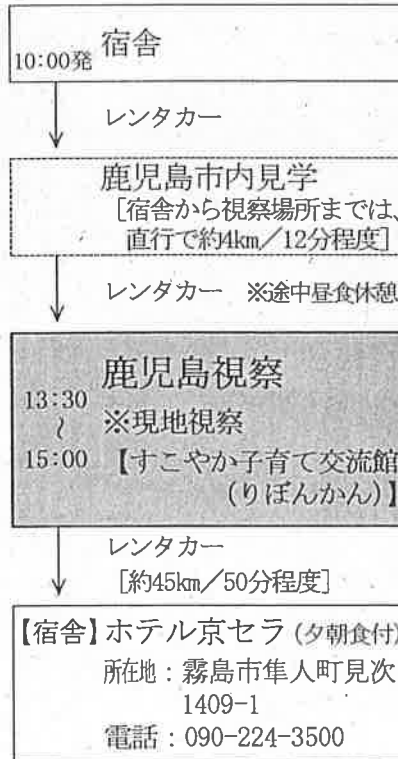 宿舎
10:00発
レンタカー
鹿児島市内見学
[宿舎から視察場所までは、
直行で約4km/12分程度]
レンタカー ※途中昼食休憩
鹿児島視察
13:30
~
15:00
※現地視察
【すこやか子育て交流館
(りぼんかん)】
レンタカー
[約45km/50分程度]
【宿舎】ホテル京セラ(夕朝食付)
所在地:霧島市隼人町見次
1409-1
電話:090-224-3500